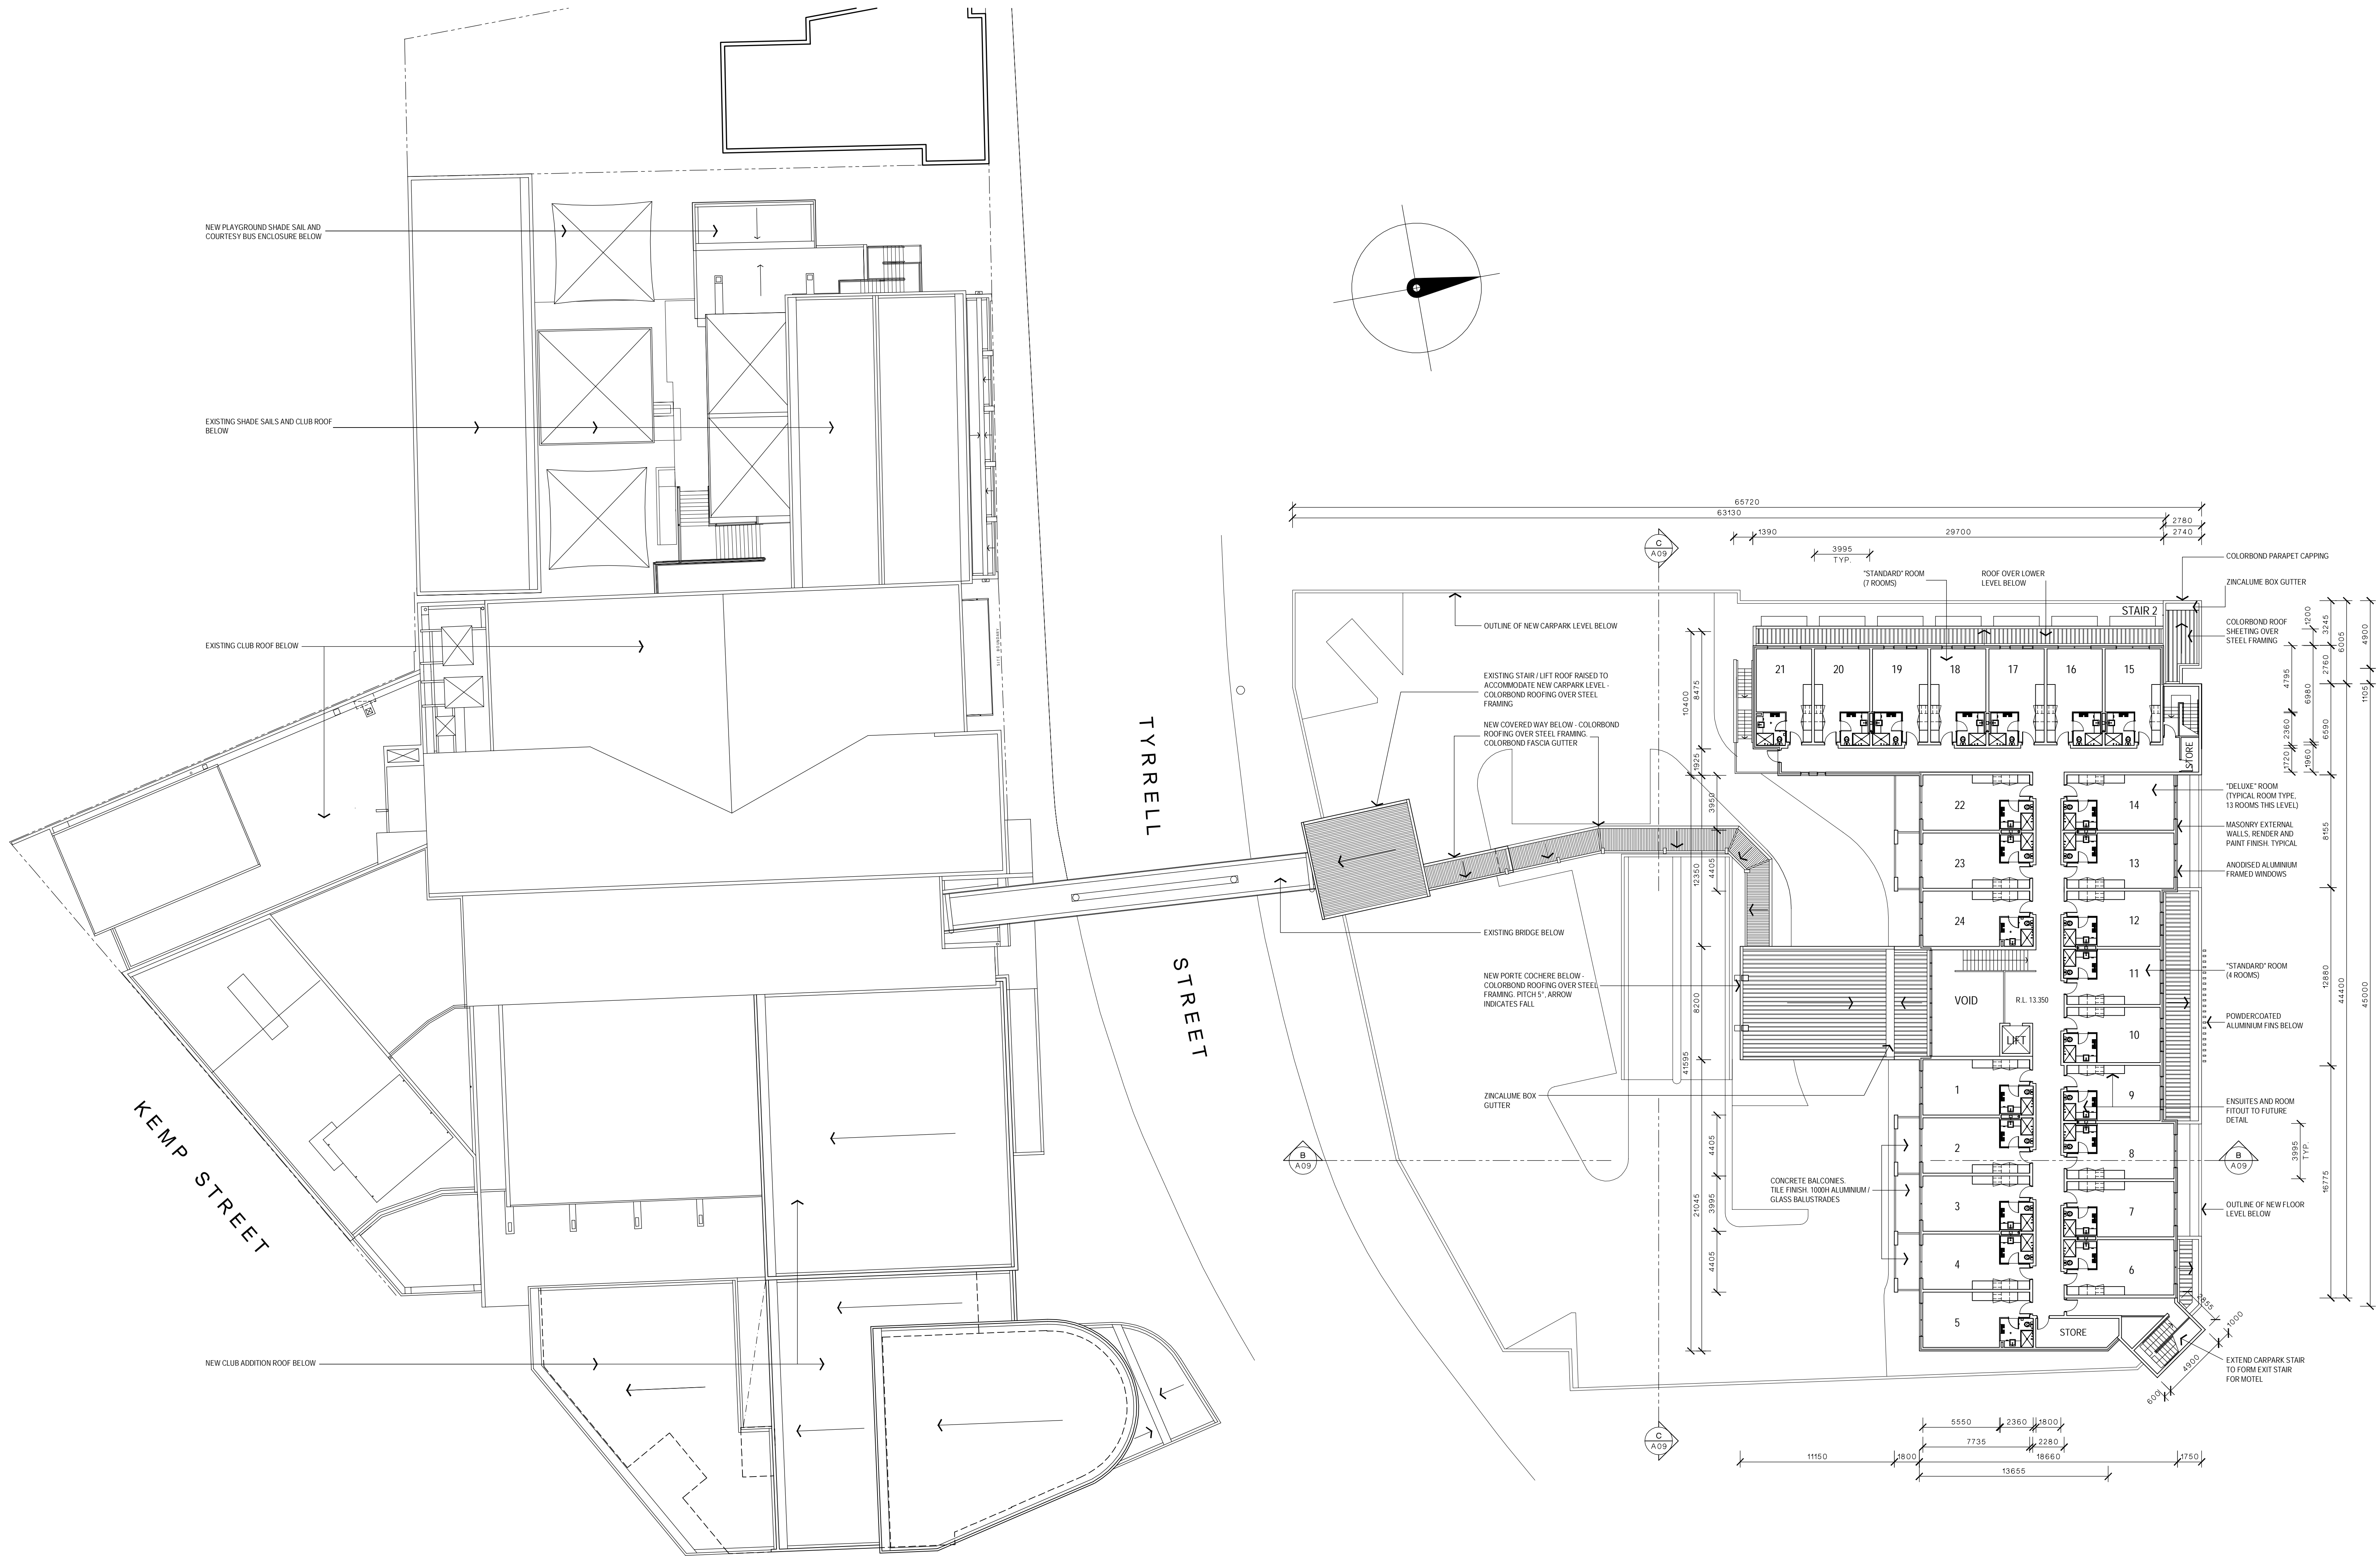 NEW PLAYGROUND SHADE SAIL AND
COURTESY BUS ENCLOSURE BELOW
EXISTING SHADE SAILS AND CLUB ROOF
BELOW
EXISTING CLUB ROOF BELOW
NEW CLUB ADDITION ROOF BELOW
KEMP STREET
TYRRELL
STREET
SITE BOUNDARY
65720
63130
2780
1390
29700
2740
3995
TYP.
C
A09
"STANDARD" ROOM
(7 ROOMS)
ROOF OVER LOWER
LEVEL BELOW
COLORBOND PARAPET CAPPING
ZINCALUME BOX GUTTER
COLORBOND ROOF
SHEETING OVER
STEEL FRAMING
STAIR 2
OUTLINE OF NEW CARPARK LEVEL BELOW
EXISTING STAIR / LIFT ROOF RAISED TO
ACCOMMODATE NEW CARPARK LEVEL -
COLORBOND ROOFING OVER STEEL
FRAMING
NEW COVERED WAY BELOW - COLORBOND
ROOFING OVER STEEL FRAMING.
COLORBOND FASCIA GUTTER
EXISTING BRIDGE BELOW
NEW PORTE COCHERE BELOW -
COLORBOND ROOFING OVER STEEL
FRAMING. PITCH 5°, ARROW
INDICATES FALL
ZINCALUME BOX
GUTTER
CONCRETE BALCONIES.
TILE FINISH. 1000H ALUMINIUM /
GLASS BALUSTRADES
21
20
19
18
17
16
15
STORE
22
14
23
13
24
12
11
VOID
R.L. 13.350
10
LIFT
1
9
2
8
3
7
4
6
5
STORE
"DELUXE" ROOM
(TYPICAL ROOM TYPE,
13 ROOMS THIS LEVEL)
MASONRY EXTERNAL
WALLS, RENDER AND
PAINT FINISH. TYPICAL
ANODISED ALUMINIUM
FRAMED WINDOWS
"STANDARD" ROOM
(4 ROOMS)
POWDERCOATED
ALUMINIUM FINS BELOW
ENSUITES AND ROOM
FITOUT TO FUTURE
DETAIL
OUTLINE OF NEW FLOOR
LEVEL BELOW
EXTEND CARPARK STAIR
TO FORM EXIT STAIR
FOR MOTEL
10400
8475
1925
3950
4405
12350
8200
41595
4405
3995
21045
4405
1200
3245
6005
4900
2760
4795
6980
1105
2360
6590
1720
1960
8155
12880
44400
45000
3995
TYP.
16775
B
A09
B
A09
2855
1000
4900
600
C
A09
5550
2360
1800
7735
2280
11150
1800
18660
1750
13655